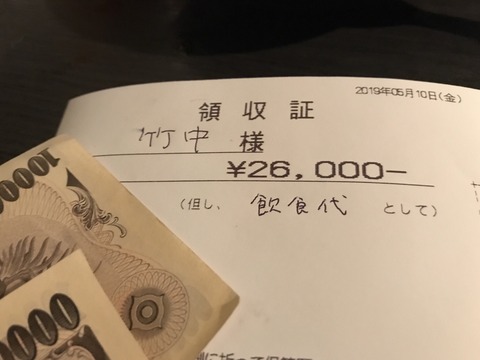 2019年05月10日(金)
領収証
竹中 様
¥26,000-
(但し、 飲食代 として)
10000
1000